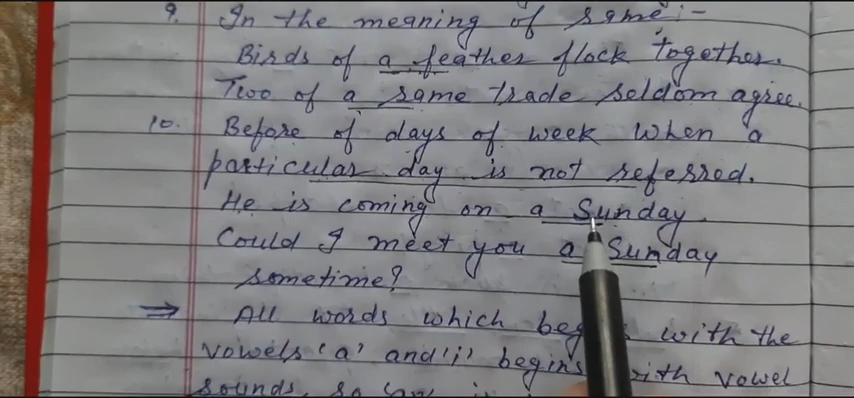 9. In the meaning of same :-
Birds of a feather flock together.
Two of a same trade seldom agree.
10. Before of days of week when a
particular day is not referred.
He is coming on a Sunday.
Could I meet you a Sunday
sometime?
⇒ All words which with the
vowels 'a' and 'i' begins with vowel
sounds, so